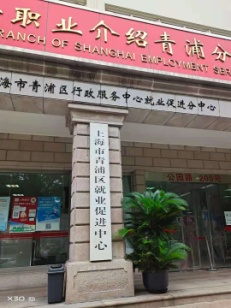 职业介绍青浦分
RANCH OF SHANGHAI EMPLOYMENT SER
海市青浦区行政服务中心就业促进分中心
上海市青浦区就业促进中心
X30